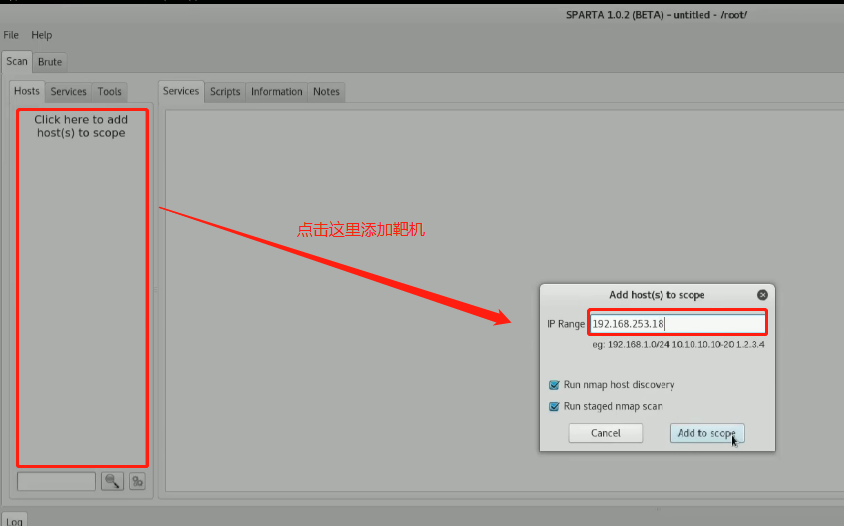 SPARTA 1.0.2 (BETA) - untitled - /root/
File Help
Scan Brute
Hosts Services Tools Services Scripts Information Notes
Click here to add
host(s) to scope
点击这里添加靶机
Add host(s) to scope
IP Range 192.168.253.18
eg: 192.168.1.0/24 10.10.10.10-20 1.2.3.4
Run nmap host discovery
Run staged nmap scan
Cancel Add to scope
Log